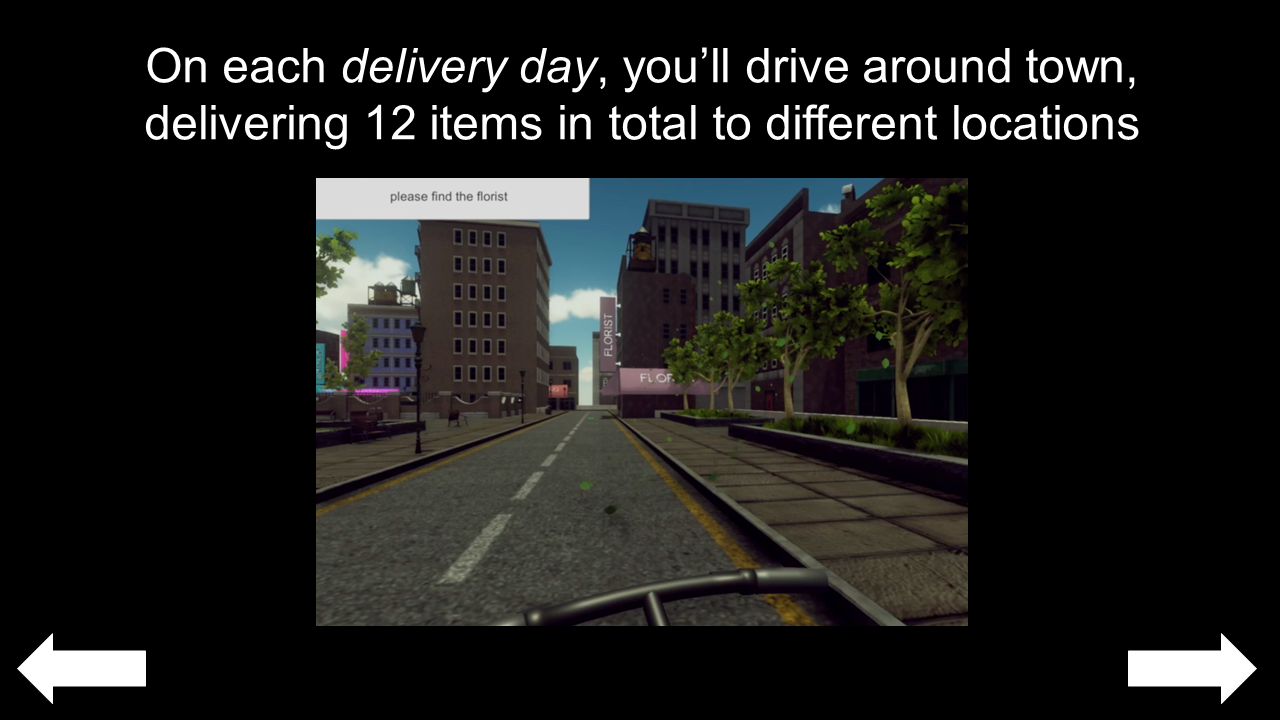 On each delivery day, you’ll drive around town,
delivering 12 items in total to different locations
please find the florist
FLORIST
FLOR